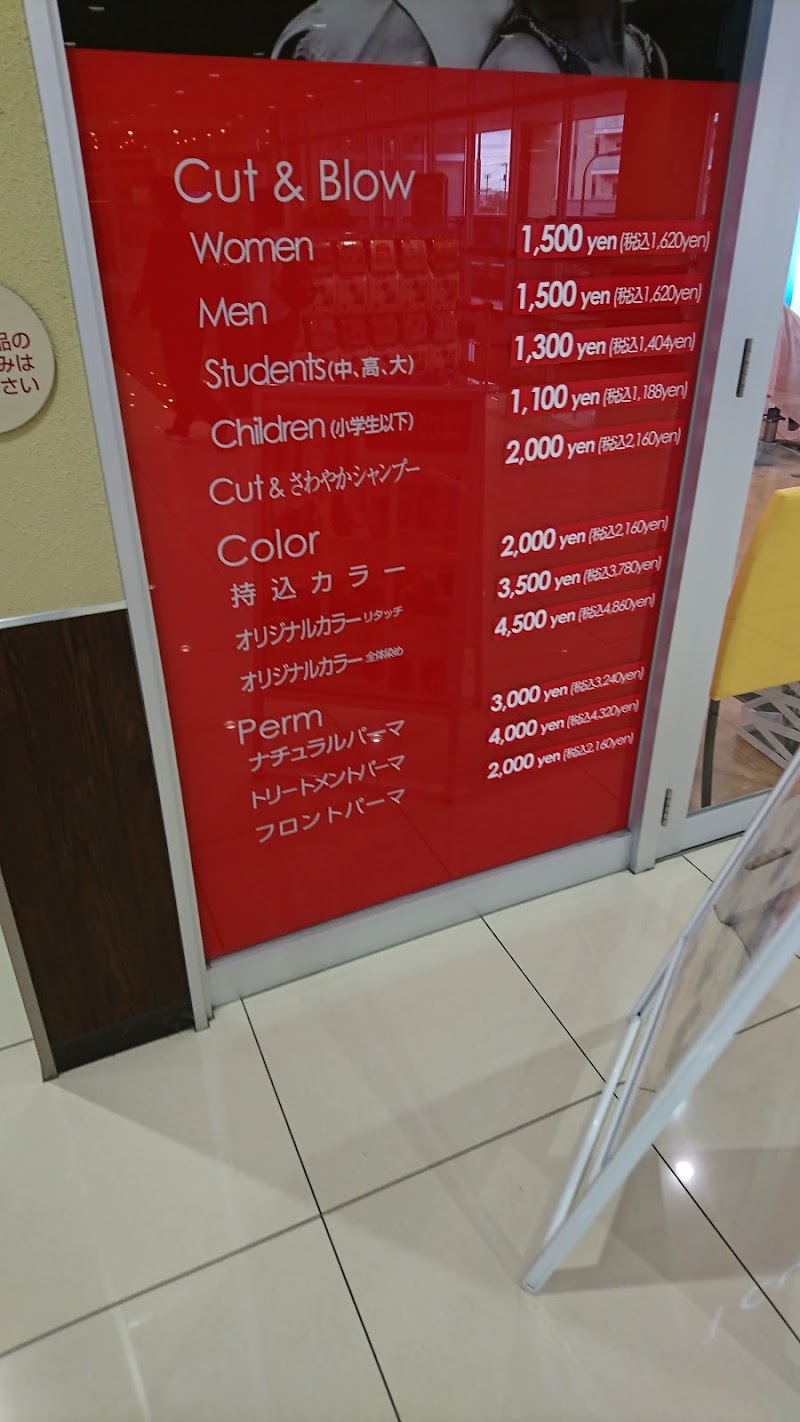 Cut & Blow
Women 1,500 yen (税込1,620yen)
Men 1,500 yen (税込1,620yen)
Students (中、高、大) 1,300 yen (税込1,404yen)
Children (小学生以下) 1,100 yen (税込1,188yen)
Cut & さわやかシャンプー 2,000 yen (税込2,160yen)
Color
持込カラー 2,000 yen (税込2,160yen)
オリジナルカラー リタッチ 3,500 yen (税込3,780yen)
オリジナルカラー 全体染め 4,500 yen (税込4,860yen)
Perm
ナチュラルパーマ 3,000 yen (税込3,240yen)
トリートメントパーマ 4,000 yen (税込4,320yen)
フロントパーマ 2,000 yen (税込2,160yen)
品の
みは
さい